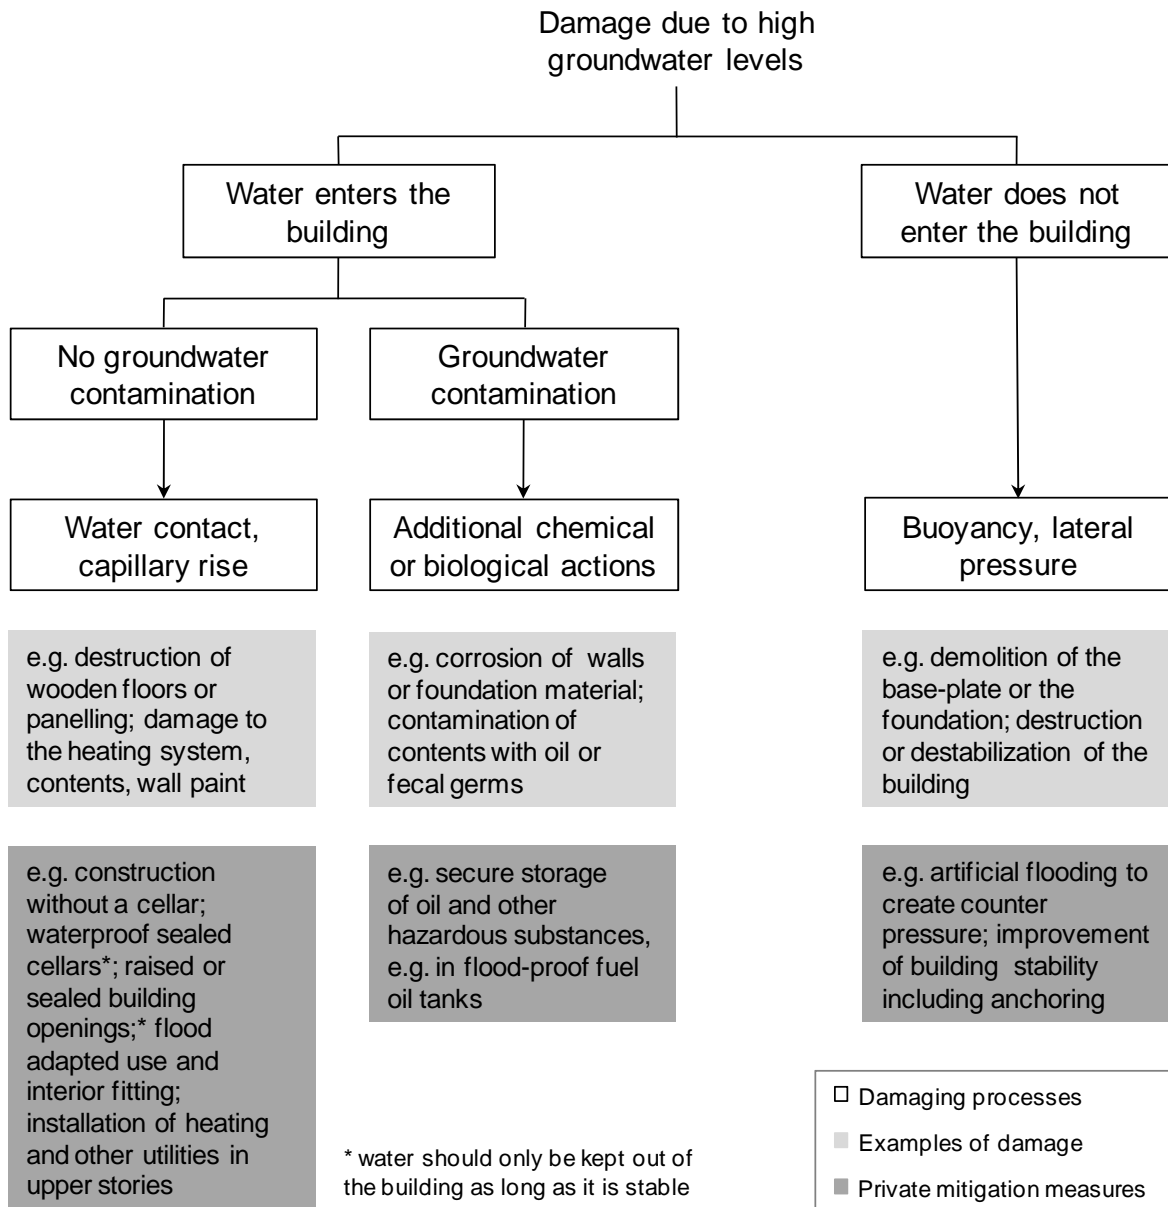 Damage due to high
groundwater levels
Water enters the
building
Water does not
enter the building
No groundwater
contamination
Groundwater
contamination
Water contact,
capillary rise
Additional chemical
or biological actions
Buoyancy, lateral
pressure
e.g. destruction of
wooden floors or
panelling; damage to
the heating system,
contents, wall paint
e.g. corrosion of walls
or foundation material;
contamination of
contents with oil or
fecal germs
e.g. demolition of the
base-plate or the
foundation; destruction
or destabilization of the
building
e.g. construction
without a cellar;
waterproof sealed
cellars*; raised or
sealed building
openings;* flood
adapted use and
interior fitting;
installation of heating
and other utilities in
upper stories
e.g. secure storage
of oil and other
hazardous substances,
e.g. in flood-proof fuel
oil tanks
e.g. artificial flooding to
create counter
pressure; improvement
of building stability
including anchoring
* water should only be kept out of
the building as long as it is stable
Damaging processes
Examples of damage
Private mitigation measures